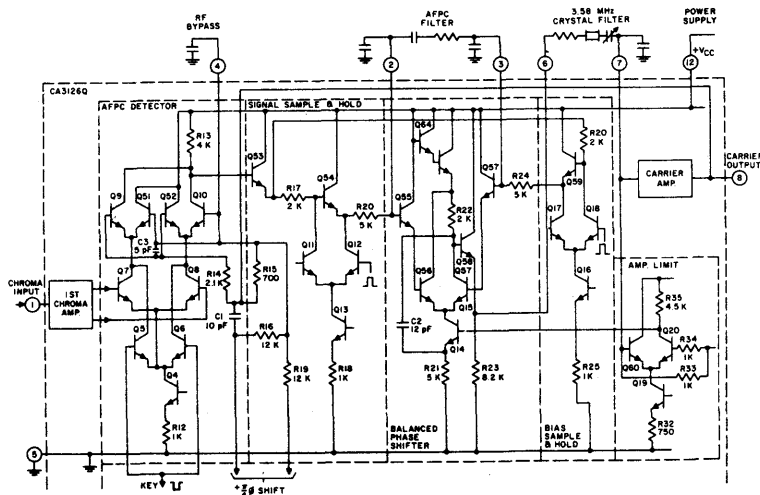 RF
BYPASS
AFPC
FILTER
3.58 MHz
CRYSTAL FILTER
POWER
SUPPLY
+VCC
4
2
3
6
7
12
CA3126Q
AFPC DETECTOR
SIGNAL SAMPLE & HOLD
R13
4 K
Q53
Q54
Q64
Q57
R20
2 K
Q59
CARRIER
AMP.
CARRIER
OUTPUT
8
Q9
Q51
Q52
Q10
R17
2 K
R20
5 K
Q55
R24
5 K
Q17
Q18
C3
5 pF
Q11
Q12
R22
2 K
Q58
Q56
Q57
Q16
AMP. LIMIT
CHROMA
INPUT
1
1ST
CHROMA
AMP.
Q7
Q8
R14
2.1 K
R15
700
C1
10 pF
Q13
C2
12 pF
Q15
Q14
R35
4.5 K
Q5
Q6
R16
12 K
Q20
R34
1K
Q60
R33
1K
Q4
R19
12 K
R18
1K
R21
5 K
R23
8.2 K
R25
1K
Q19
R12
1K
R32
750
5
BALANCED
PHASE
SHIFTER
BIAS
SAMPLE
& HOLD
KEY
+π/2 ø SHIFT